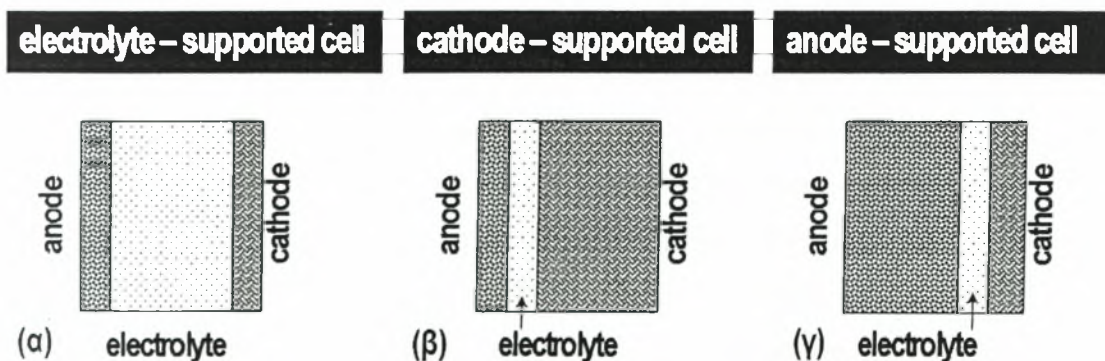 electrolyte – supported cell
cathode – supported cell
anode – supported cell
anode
cathode
electrolyte
(α)
anode
cathode
electrolyte
(β)
anode
cathode
electrolyte
(γ)